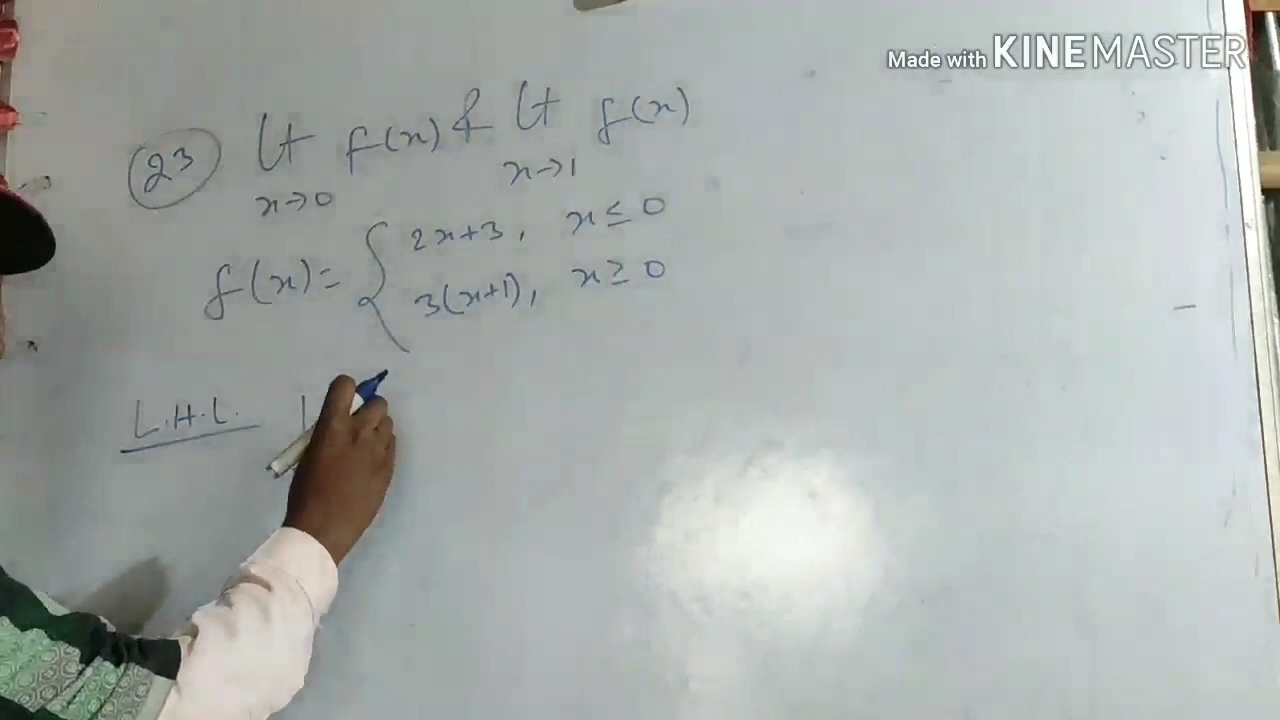 Made with KINEMASTER
(23) Lt f(x) & Lt f(x)
x→0 x→1
f(x) = { 2x+3, x ≤ 0
3(x+1), x ≥ 0
L.H.L.